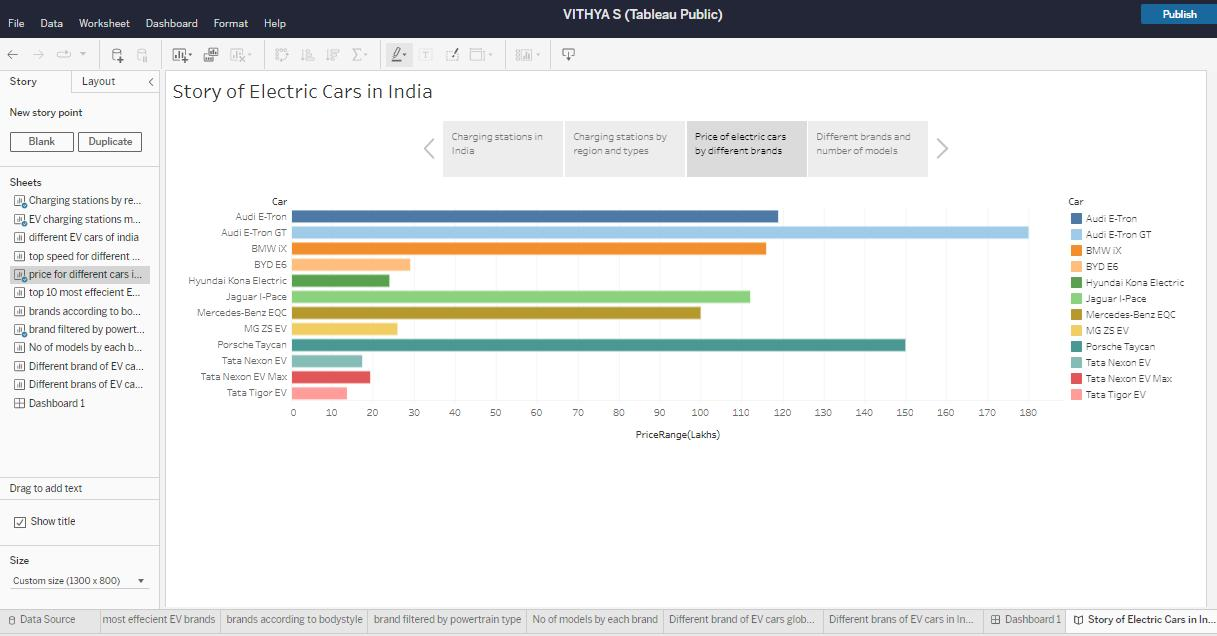 VITHYA S (Tableau Public)
Publish
File Data Worksheet Dashboard Format Help
Story Layout
New story point
Blank Duplicate
Sheets
Charging stations by re...
EV charging stations m...
different EV cars of india
top speed for different ...
price for different cars i...
top 10 most effecient E...
brands according to bo...
brand filtered by powert...
No of models by each b...
Different brand of EV ca...
Different brans of EV ca...
Dashboard 1
Drag to add text
Show title
Size
Custom size (1300 x 800)
Story of Electric Cars in India
Charging stations in
India
Charging stations by
region and types
Price of electric cars
by different brands
Different brands and
number of models
Car
Audi E-Tron
Audi E-Tron GT
BMW iX
BYD E6
Hyundai Kona Electric
Jaguar I-Pace
Mercedes-Benz EQC
MG ZS EV
Porsche Taycan
Tata Nexon EV
Tata Nexon EV Max
Tata Tigor EV
0 10 20 30 40 50 60 70 80 90 100 110 120 130 140 150 160 170 180
PriceRange(Lakhs)
Car
Audi E-Tron
Audi E-Tron GT
BMW iX
BYD E6
Hyundai Kona Electric
Jaguar I-Pace
Mercedes-Benz EQC
MG ZS EV
Porsche Taycan
Tata Nexon EV
Tata Nexon EV Max
Tata Tigor EV
Data Source most effecient EV brands brands according to bodystyle brand filtered by powertrain type No of models by each brand Different brand of EV cars glob... Different brans of EV cars in In... Dashboard 1 Story of Electric Cars in In...